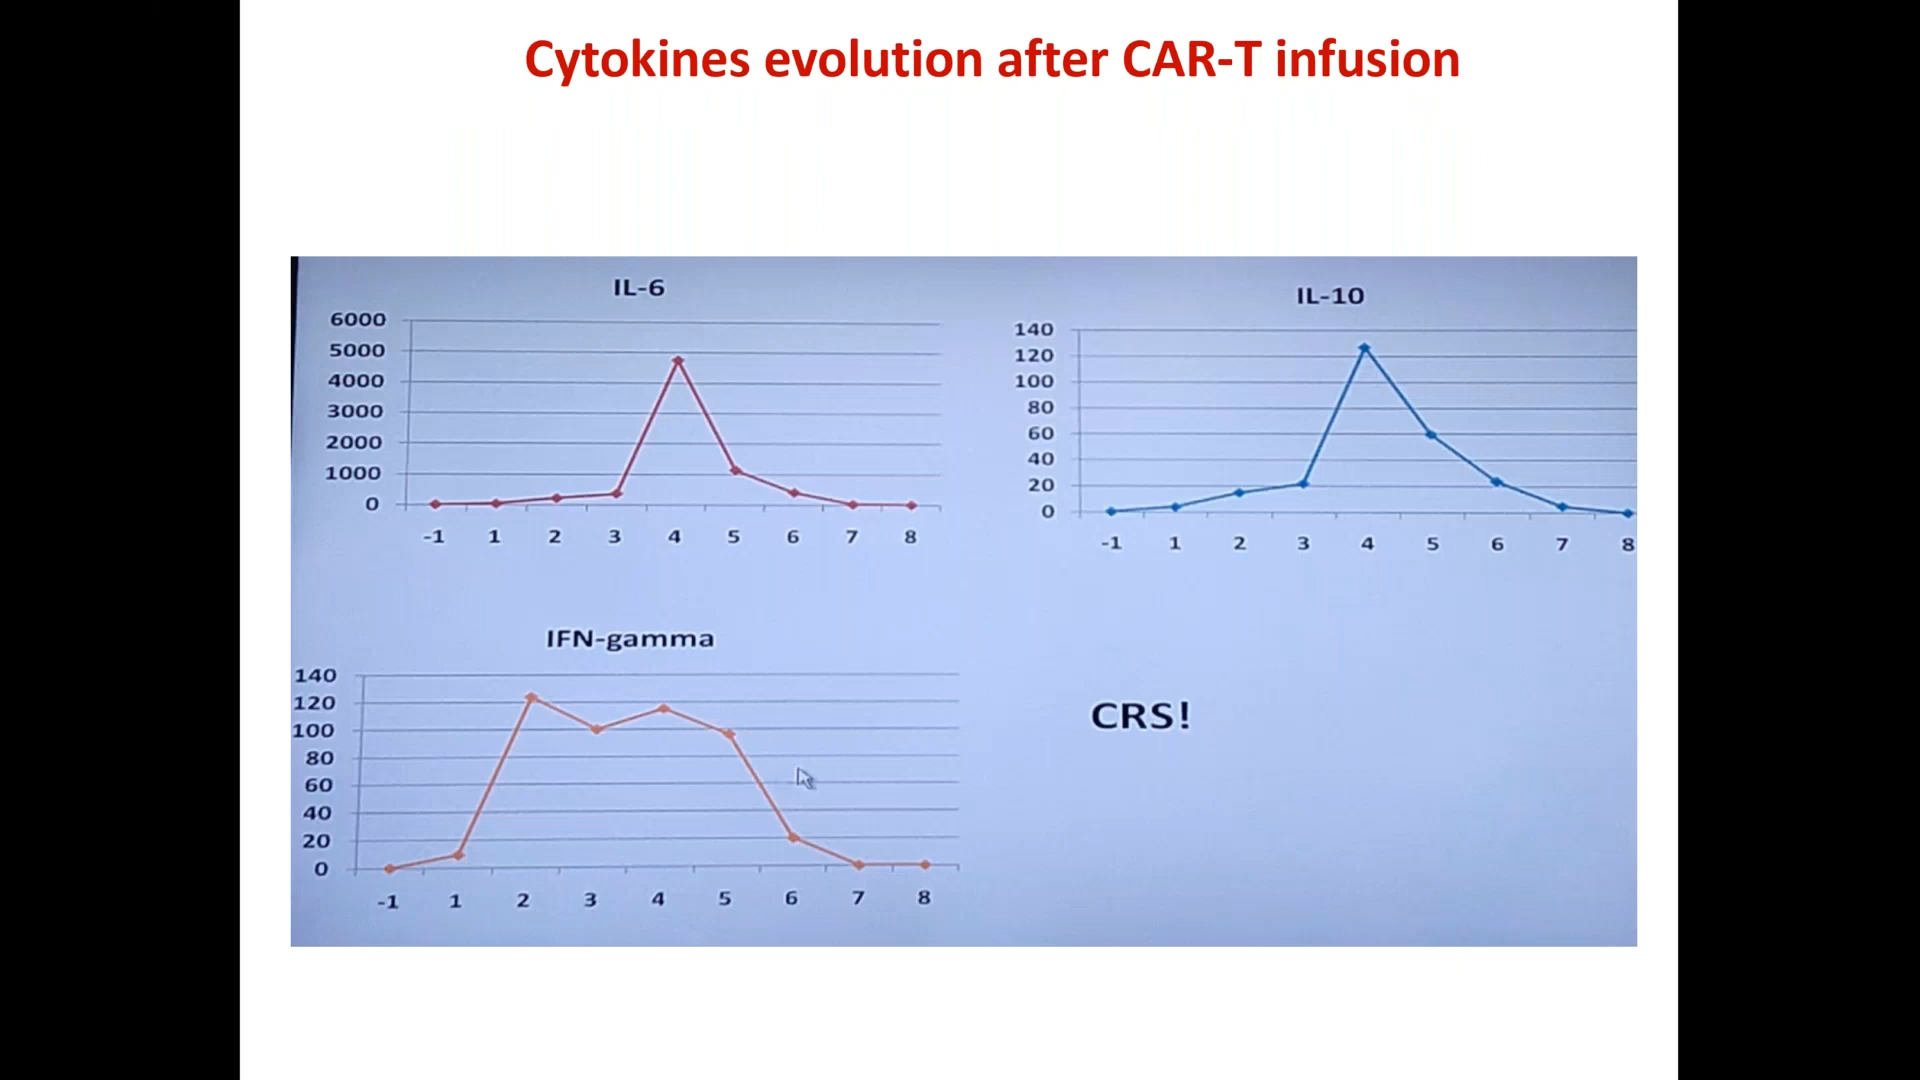 Cytokines evolution after CAR-T infusion
IL-6
6000
5000
4000
3000
2000
1000
0
-1 1 2 3 4 5 6 7 8
IL-10
140
120
100
80
60
40
20
0
-1 1 2 3 4 5 6 7 8
IFN-gamma
140
120
100
80
60
40
20
0
-1 1 2 3 4 5 6 7 8
CRS!